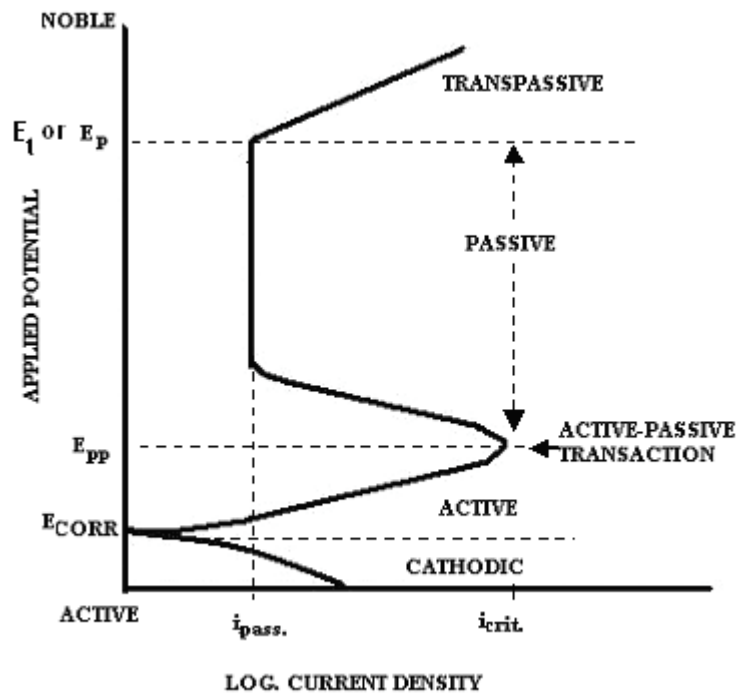 NOBLE
TRANSPASSIVE
Et or EP
PASSIVE
APPLIED POTENTIAL
ACTIVE-PASSIVE
TRANSACTION
EPP
ACTIVE
ECORR
CATHODIC
ACTIVE
ipass.
icrit.
LOG. CURRENT DENSITY